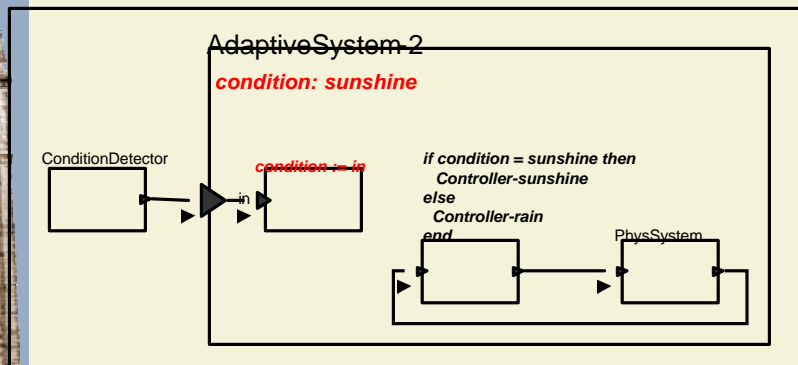 AdaptiveSystem-2
condition: sunshine
ConditionDetector
condition := in
in
if condition = sunshine then
Controller-sunshine
else
Controller-rain
end
PhysSystem